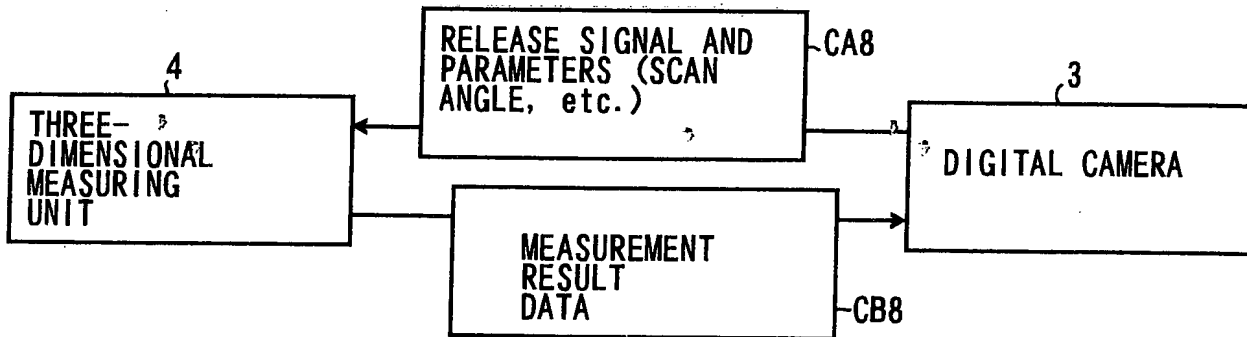 RELEASE SIGNAL AND
PARAMETERS (SCAN
ANGLE, etc.)
CA8
4
THREE-
DIMENSIONAL
MEASURING
UNIT
3
DIGITAL CAMERA
MEASUREMENT
RESULT
DATA
CB8